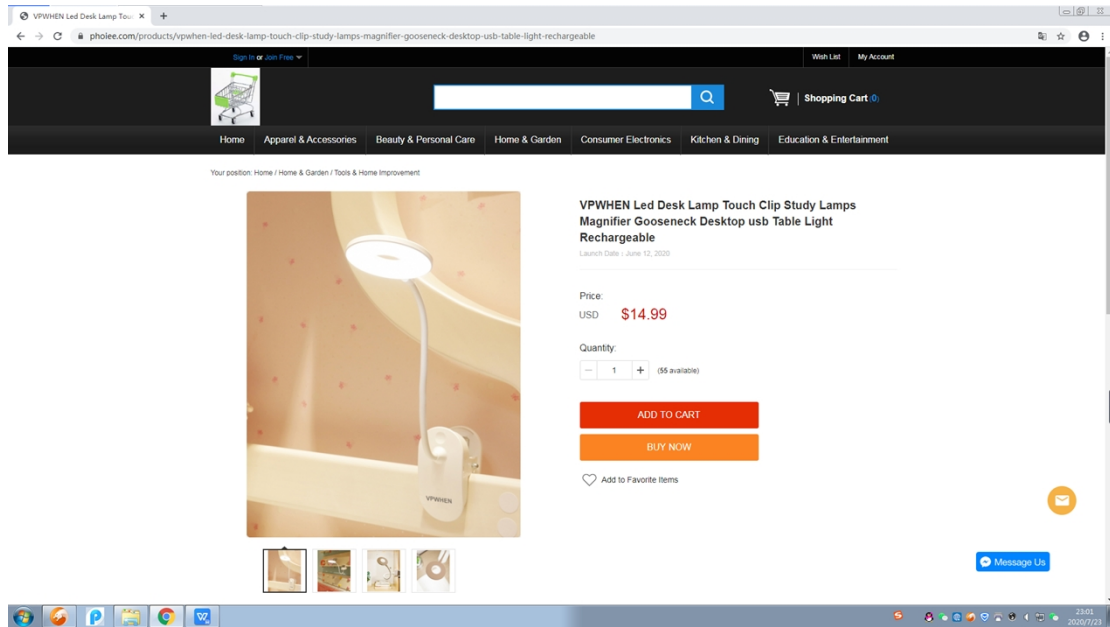 VPWHEN Led Desk Lamp Tou
pholee.com/products/vpwhen-led-desk-lamp-touch-clip-study-lamps-magnifier-gooseneck-desktop-usb-table-light-rechargeable
Sign In or Join Free
Wish List
My Account
Shopping Cart (0)
Home
Apparel & Accessories
Beauty & Personal Care
Home & Garden
Consumer Electronics
Kitchen & Dining
Education & Entertainment
Your position: Home / Home & Garden / Tools & Home Improvement
VPWHEN Led Desk Lamp Touch Clip Study Lamps
Magnifier Gooseneck Desktop usb Table Light
Rechargeable
Launch Date : June 12, 2020
Price:
USD $14.99
Quantity:
1
(55 available)
ADD TO CART
BUY NOW
Add to Favorite Items
VPWHEN
Message Us
23:01
2020/7/23